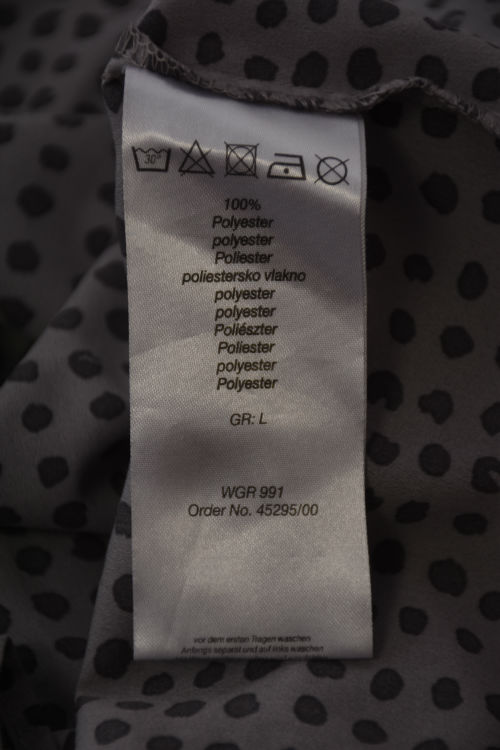 30°
100%
Polyester
polyester
Poliester
poliestersko vlakno
polyester
polyester
Poliészter
Poliester
polyester
Polyester
GR: L
WGR 991
Order No. 45295/00
vor dem ersten Tragen waschen
Anfangs separat und auf links waschen